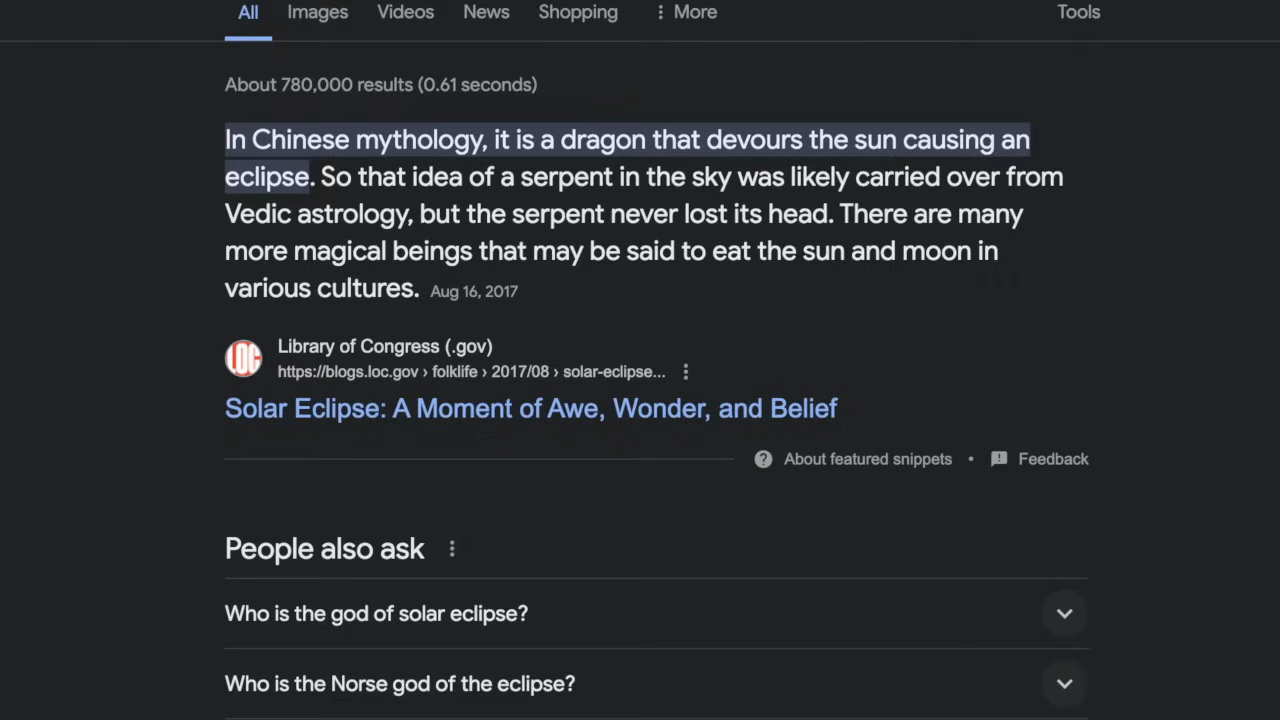 All Images Videos News Shopping More Tools
About 780,000 results (0.61 seconds)
In Chinese mythology, it is a dragon that devours the sun causing an
eclipse. So that idea of a serpent in the sky was likely carried over from
Vedic astrology, but the serpent never lost its head. There are many
more magical beings that may be said to eat the sun and moon in
various cultures. Aug 16, 2017
LOC
Library of Congress (.gov)
https://blogs.loc.gov › folklife › 2017/08 › solar-eclipse...
Solar Eclipse: A Moment of Awe, Wonder, and Belief
About featured snippets • Feedback
People also ask
Who is the god of solar eclipse?
Who is the Norse god of the eclipse?